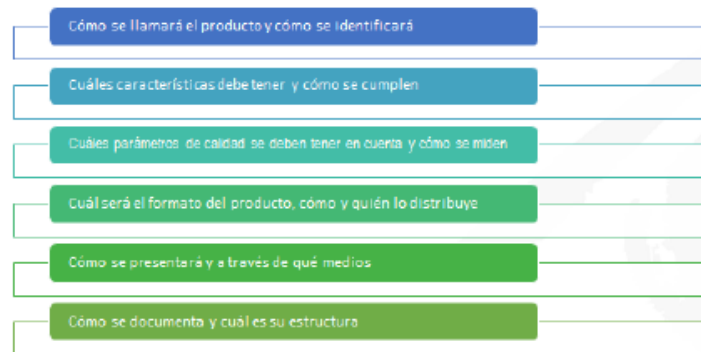 Cómo se llamará el producto y cómo se identificará
Cuáles características debe tener y cómo se cumplen
Cuáles parámetros de calidad se deben tener en cuenta y cómo se miden
Cuál será el formato del producto, cómo y quién lo distribuye
Cómo se presentará y a través de qué medios
Cómo se documenta y cuál es su estructura